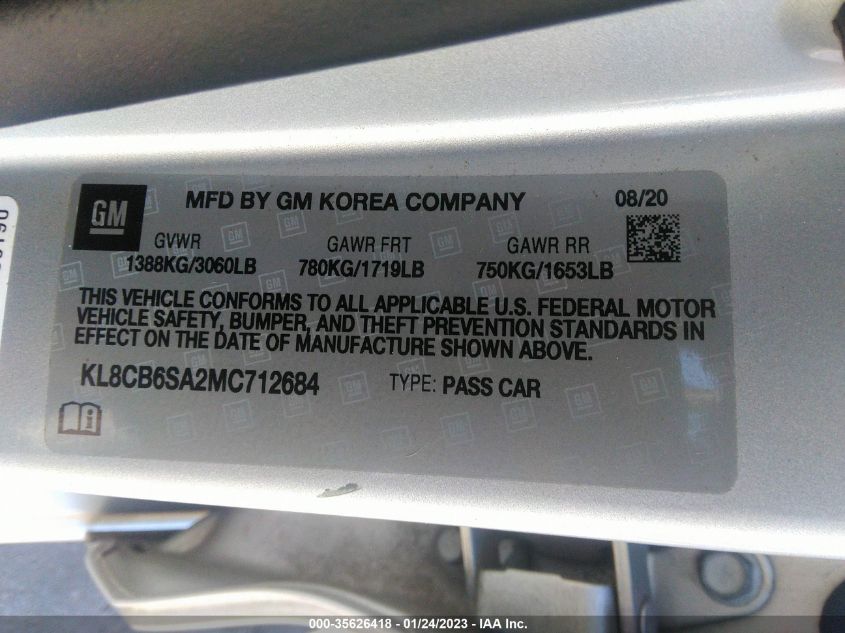 GM
MFD BY GM KOREA COMPANY 08/20
GVWR GAWR FRT GAWR RR
1388KG/3060LB 780KG/1719LB 750KG/1653LB
THIS VEHICLE CONFORMS TO ALL APPLICABLE U.S. FEDERAL MOTOR
VEHICLE SAFETY, BUMPER, AND THEFT PREVENTION STANDARDS IN
EFFECT ON THE DATE OF MANUFACTURE SHOWN ABOVE.
KL8CB6SA2MC712684 TYPE: PASS CAR
000-35626418 - 01/24/2023 - IAA Inc.